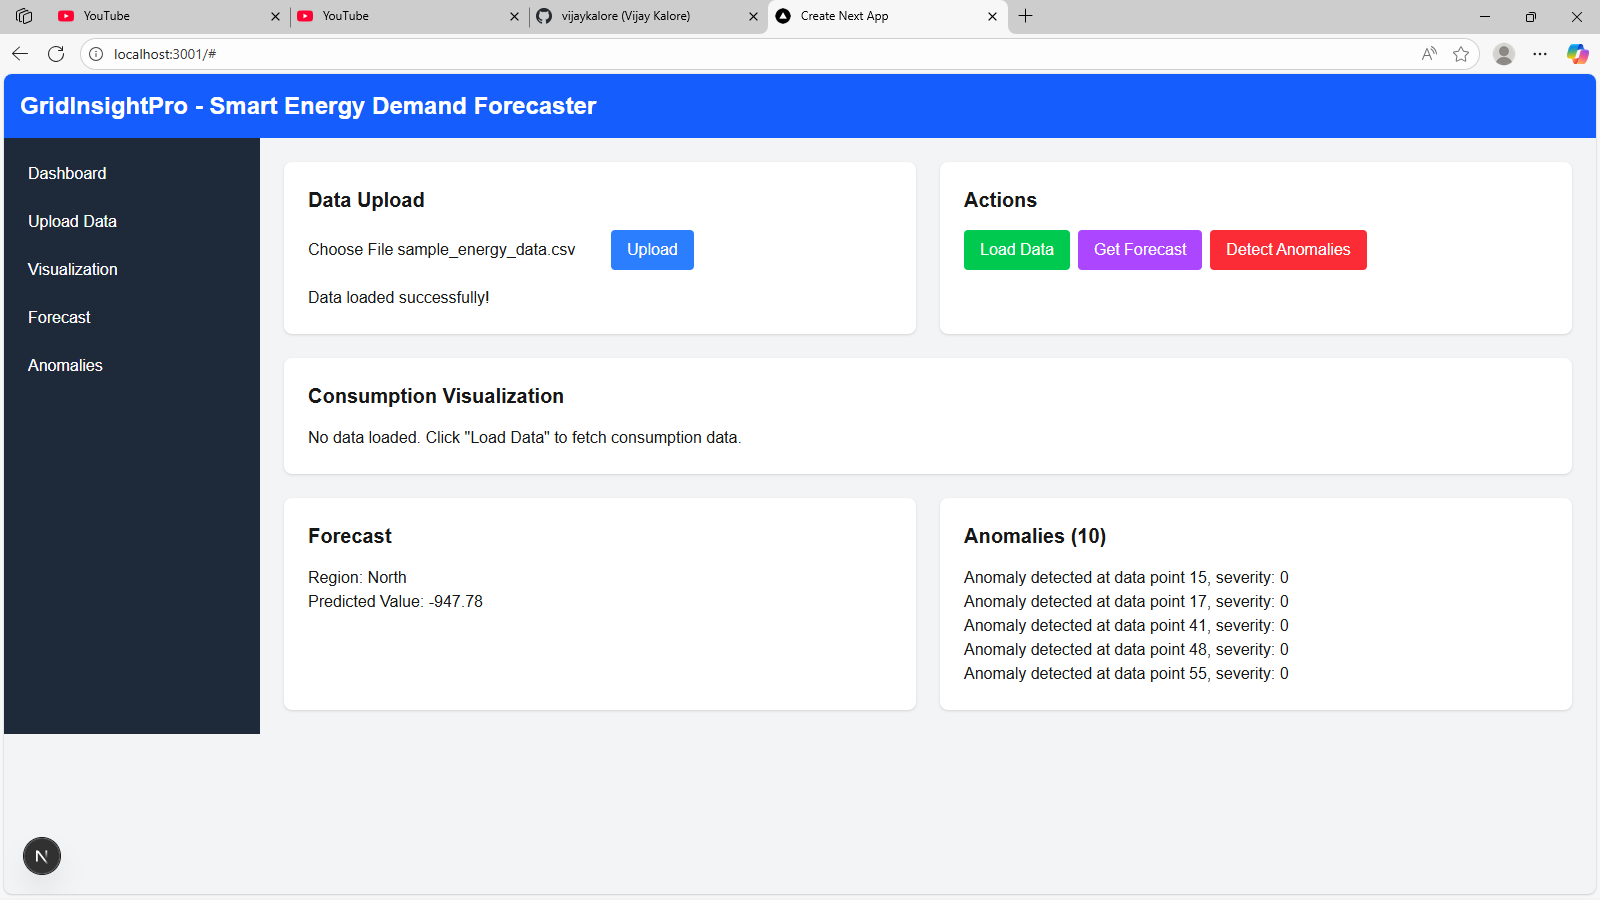 YouTube
YouTube
vijaykalore (Vijay Kalore)
Create Next App
localhost:3001/#
GridInsightPro - Smart Energy Demand Forecaster
Dashboard
Upload Data
Visualization
Forecast
Anomalies
Data Upload
Choose File sample_energy_data.csv
Upload
Data loaded successfully!
Actions
Load Data
Get Forecast
Detect Anomalies
Consumption Visualization
No data loaded. Click "Load Data" to fetch consumption data.
Forecast
Region: North
Predicted Value: -947.78
Anomalies (10)
Anomaly detected at data point 15, severity: 0
Anomaly detected at data point 17, severity: 0
Anomaly detected at data point 41, severity: 0
Anomaly detected at data point 48, severity: 0
Anomaly detected at data point 55, severity: 0
N